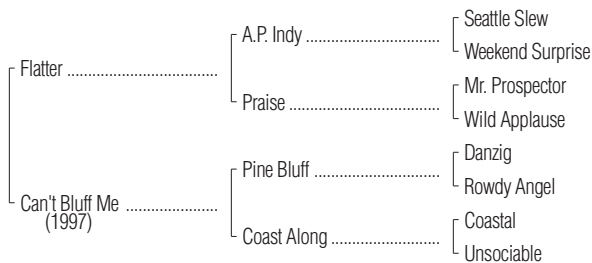 Seattle Slew
A.P. Indy
Weekend Surprise
Flatter
Mr. Prospector
Praise
Wild Applause
Danzig
Pine Bluff
Rowdy Angel
Can't Bluff Me
(1997)
Coastal
Coast Along
Unsociable